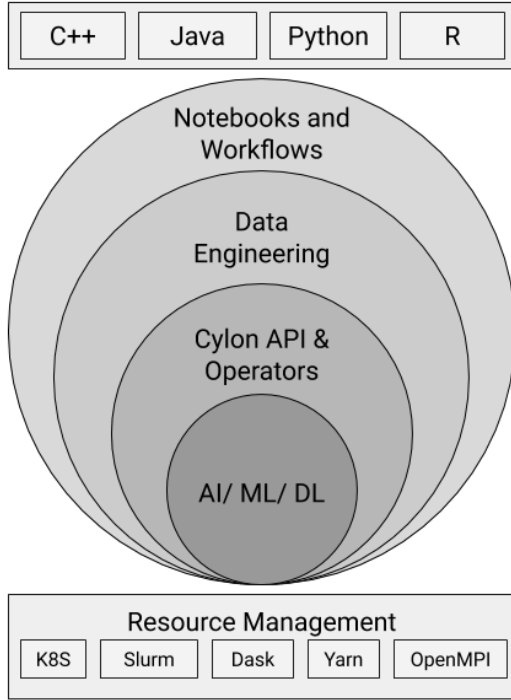 C++ Java Python R
Notebooks and
Workflows
Data
Engineering
Cylon API &
Operators
AI/ ML/ DL
Resource Management
K8S Slurm Dask Yarn OpenMPI